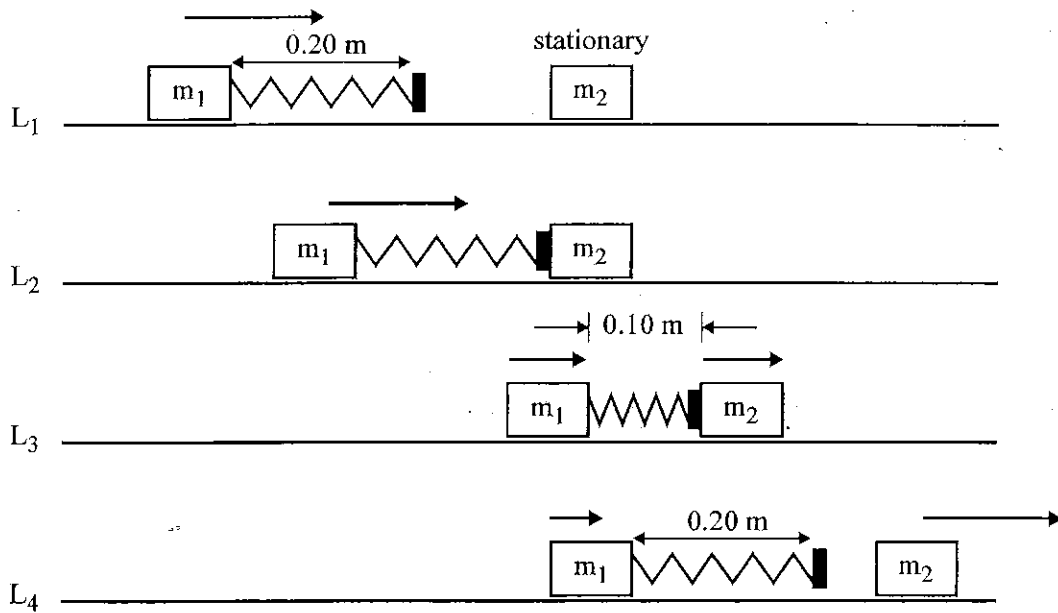 0.20 m
stationary
m₁
m₂
L₁
m₁
m₂
L₂
0.10 m
m₁
m₂
L₃
0.20 m
m₁
m₂
L₄